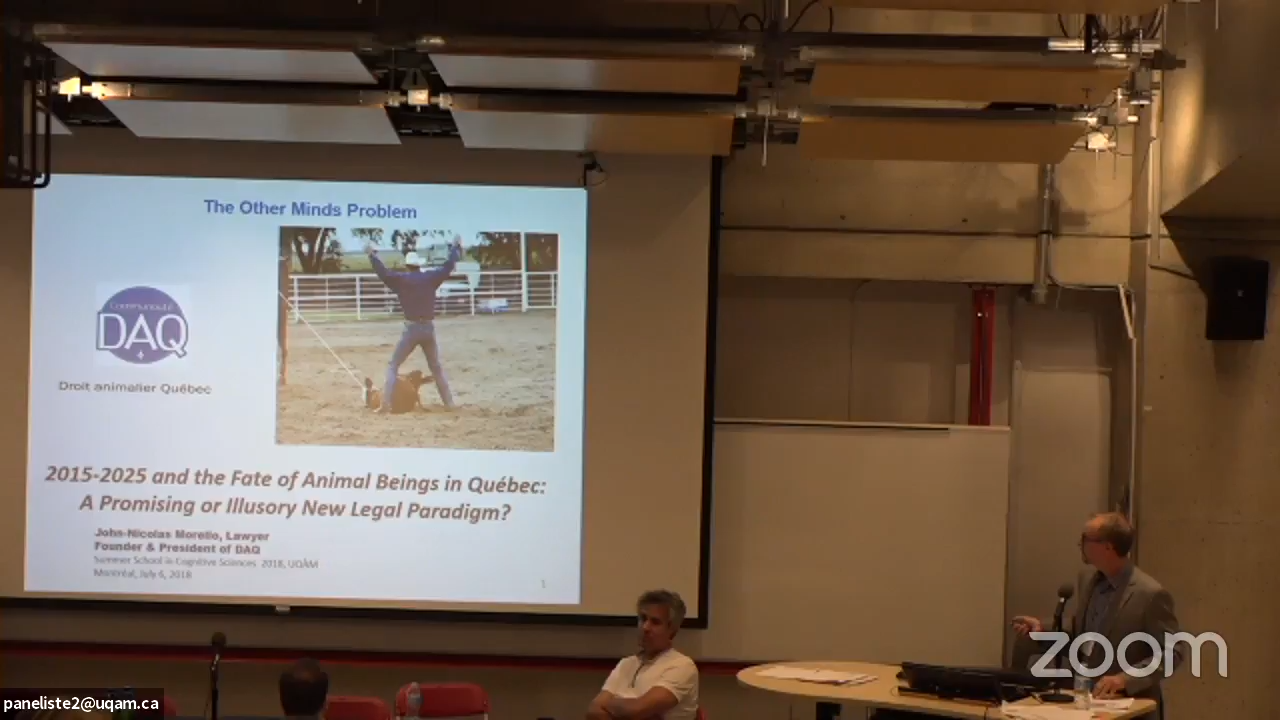 The Other Minds Problem
Communauté
DAQ
Droit animalier Québec
2015-2025 and the Fate of Animal Beings in Québec:
A Promising or Illusory New Legal Paradigm?
John-Nicolas Morello, Lawyer
Founder & President of DAQ
Summer School in Cognitive Sciences 2018, UQÀM
Montréal, July 6, 2018
1
zoom
paneliste2@uqam.ca